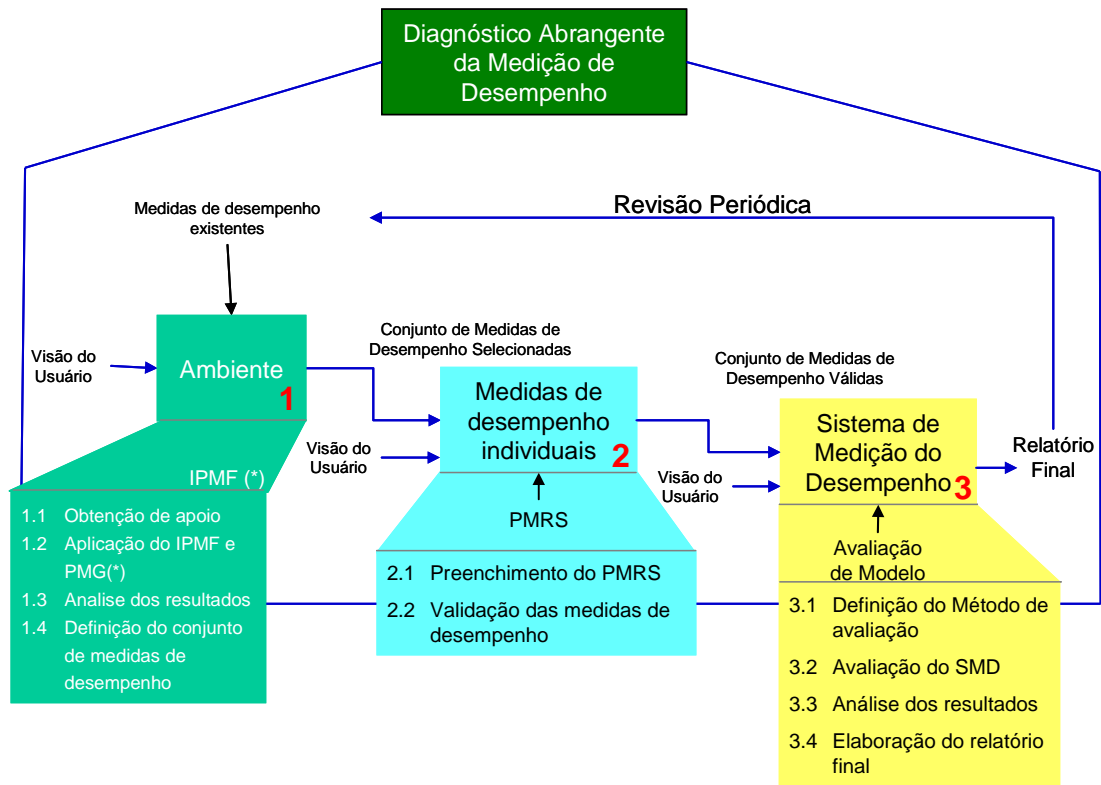 Diagnóstico Abrangente
da Medição de
Desempenho
Medidas de desempenho
existentes
Revisão Periódica
Visão do
Usuário
Ambiente
1
Conjunto de Medidas de
Desempenho Selecionadas
Conjunto de Medidas de
Desempenho Válidas
Medidas de
desempenho
individuais
2
Visão do
Usuário
Sistema de
Medição do
Desempenho
3
Visão do
Usuário
Relatório
Final
IPMF (*)
1.1 Obtenção de apoio
1.2 Aplicação do IPMF e
PMG(*)
1.3 Analise dos resultados
1.4 Definição do conjunto
de medidas de
desempenho
PMRS
2.1 Preenchimento do PMRS
2.2 Validação das medidas de
desempenho
Avaliação
de Modelo
3.1 Definição do Método de
avaliação
3.2 Avaliação do SMD
3.3 Análise dos resultados
3.4 Elaboração do relatório
final